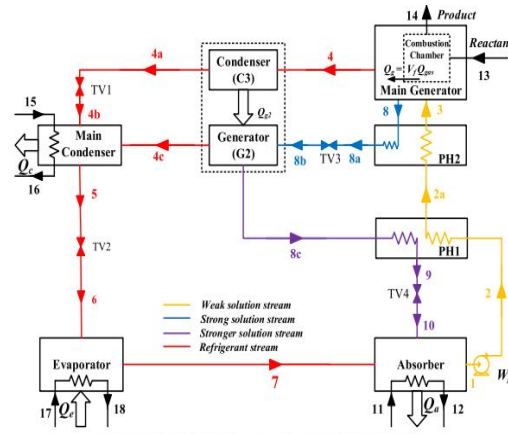 14
Product
4a
4
Combustion
Chamber
Reactan
Condenser
(C3)
Qg = VfQgas
13
TV1
Main Generator
15
4b
Qg2
8
3
Main
Condenser
4c
Generator
(G2)
8b
TV3
8a
PH2
Qc
16
5
2a
TV2
8c
PH1
9
2
6
TV4
Weak solution stream
Strong solution stream
Stronger solution stream
Refrigerant stream
10
Evaporator
7
Absorber
1
17
Qe
18
11
Qa
12